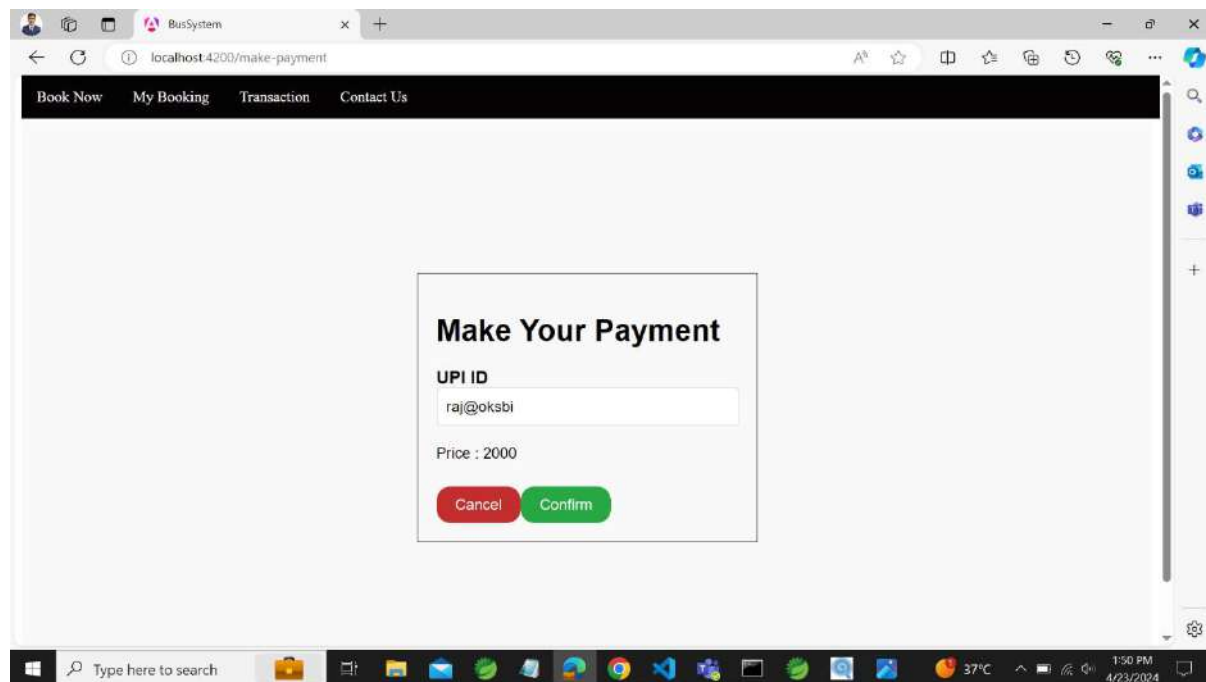 BusSystem
localhost:4200/make-payment
Book Now My Booking Transaction Contact Us
Make Your Payment
UPI ID
raj@oksbi
Price : 2000
Cancel Confirm
Type here to search
37°C
1:50 PM
4/23/2024